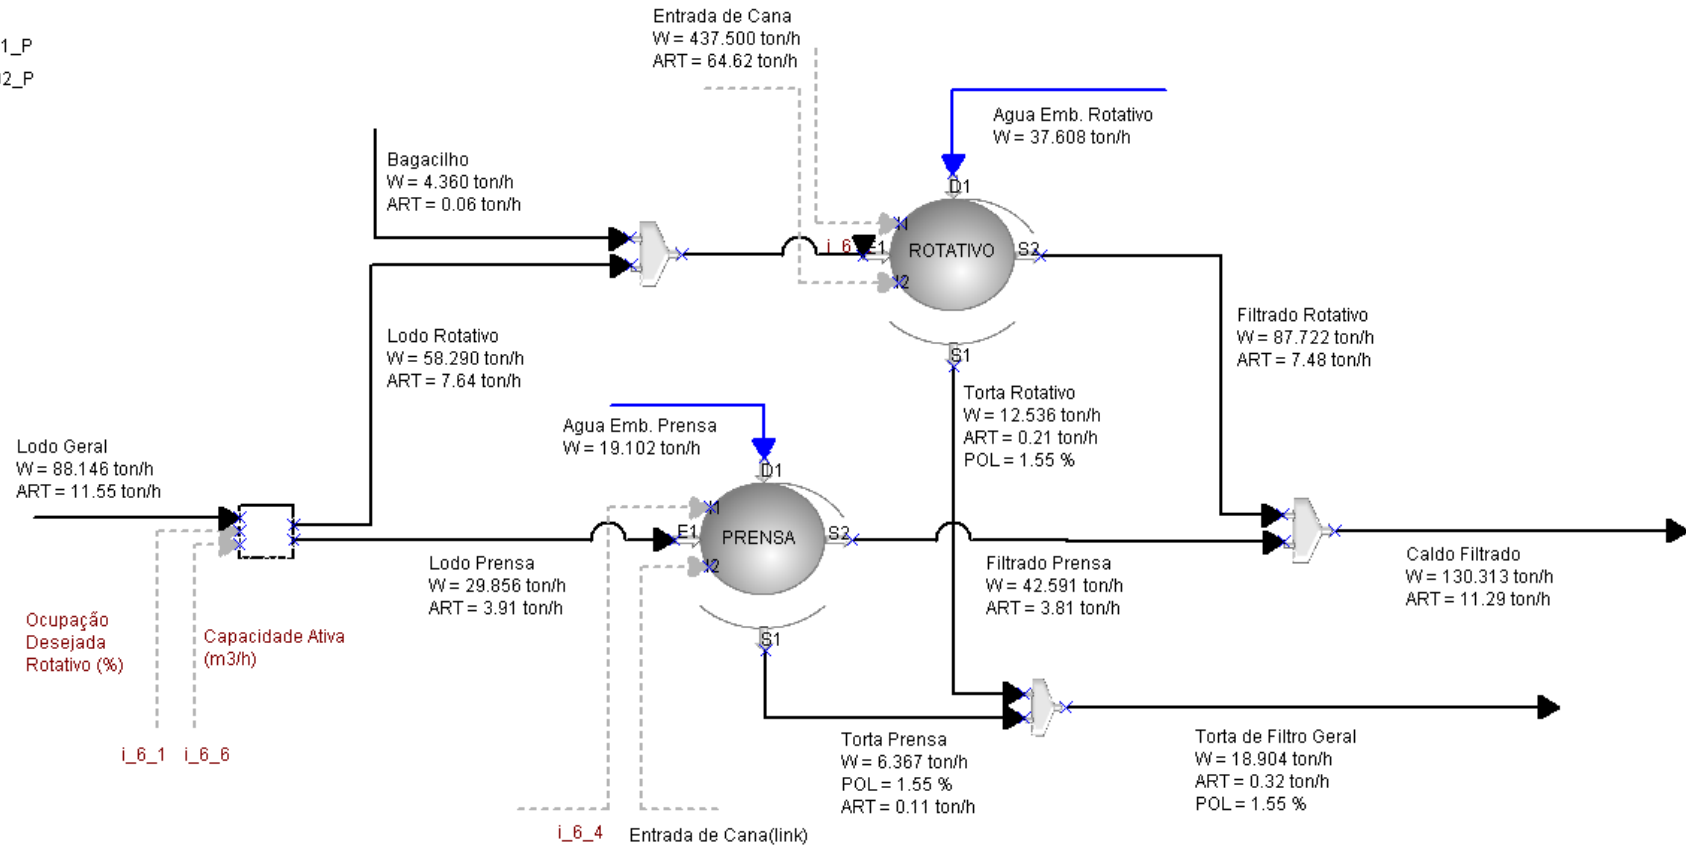 1_P
02_P
Entrada de Cana
W = 437.500 ton/h
ART = 64.62 ton/h
Agua Emb. Rotativo
W = 37.608 ton/h
Bagacilho
W = 4.360 ton/h
ART = 0.06 ton/h
D1
I1
i_6
E1
ROTATIVO
S2
I2
S1
Filtrado Rotativo
W = 87.722 ton/h
ART = 7.48 ton/h
Lodo Rotativo
W = 58.290 ton/h
ART = 7.64 ton/h
Torta Rotativo
W = 12.536 ton/h
ART = 0.21 ton/h
POL = 1.55 %
Agua Emb. Prensa
W = 19.102 ton/h
Lodo Geral
W = 88.146 ton/h
ART = 11.55 ton/h
D1
I1
E1
PRENSA
S2
I2
S1
Lodo Prensa
W = 29.856 ton/h
ART = 3.91 ton/h
Filtrado Prensa
W = 42.591 ton/h
ART = 3.81 ton/h
Caldo Filtrado
W = 130.313 ton/h
ART = 11.29 ton/h
Ocupação
Desejada
Rotativo (%)
Capacidade Ativa
(m3/h)
i_6_1
i_6_6
Torta Prensa
W = 6.367 ton/h
POL = 1.55 %
ART = 0.11 ton/h
Torta de Filtro Geral
W = 18.904 ton/h
ART = 0.32 ton/h
POL = 1.55 %
i_6_4
Entrada de Cana(link)